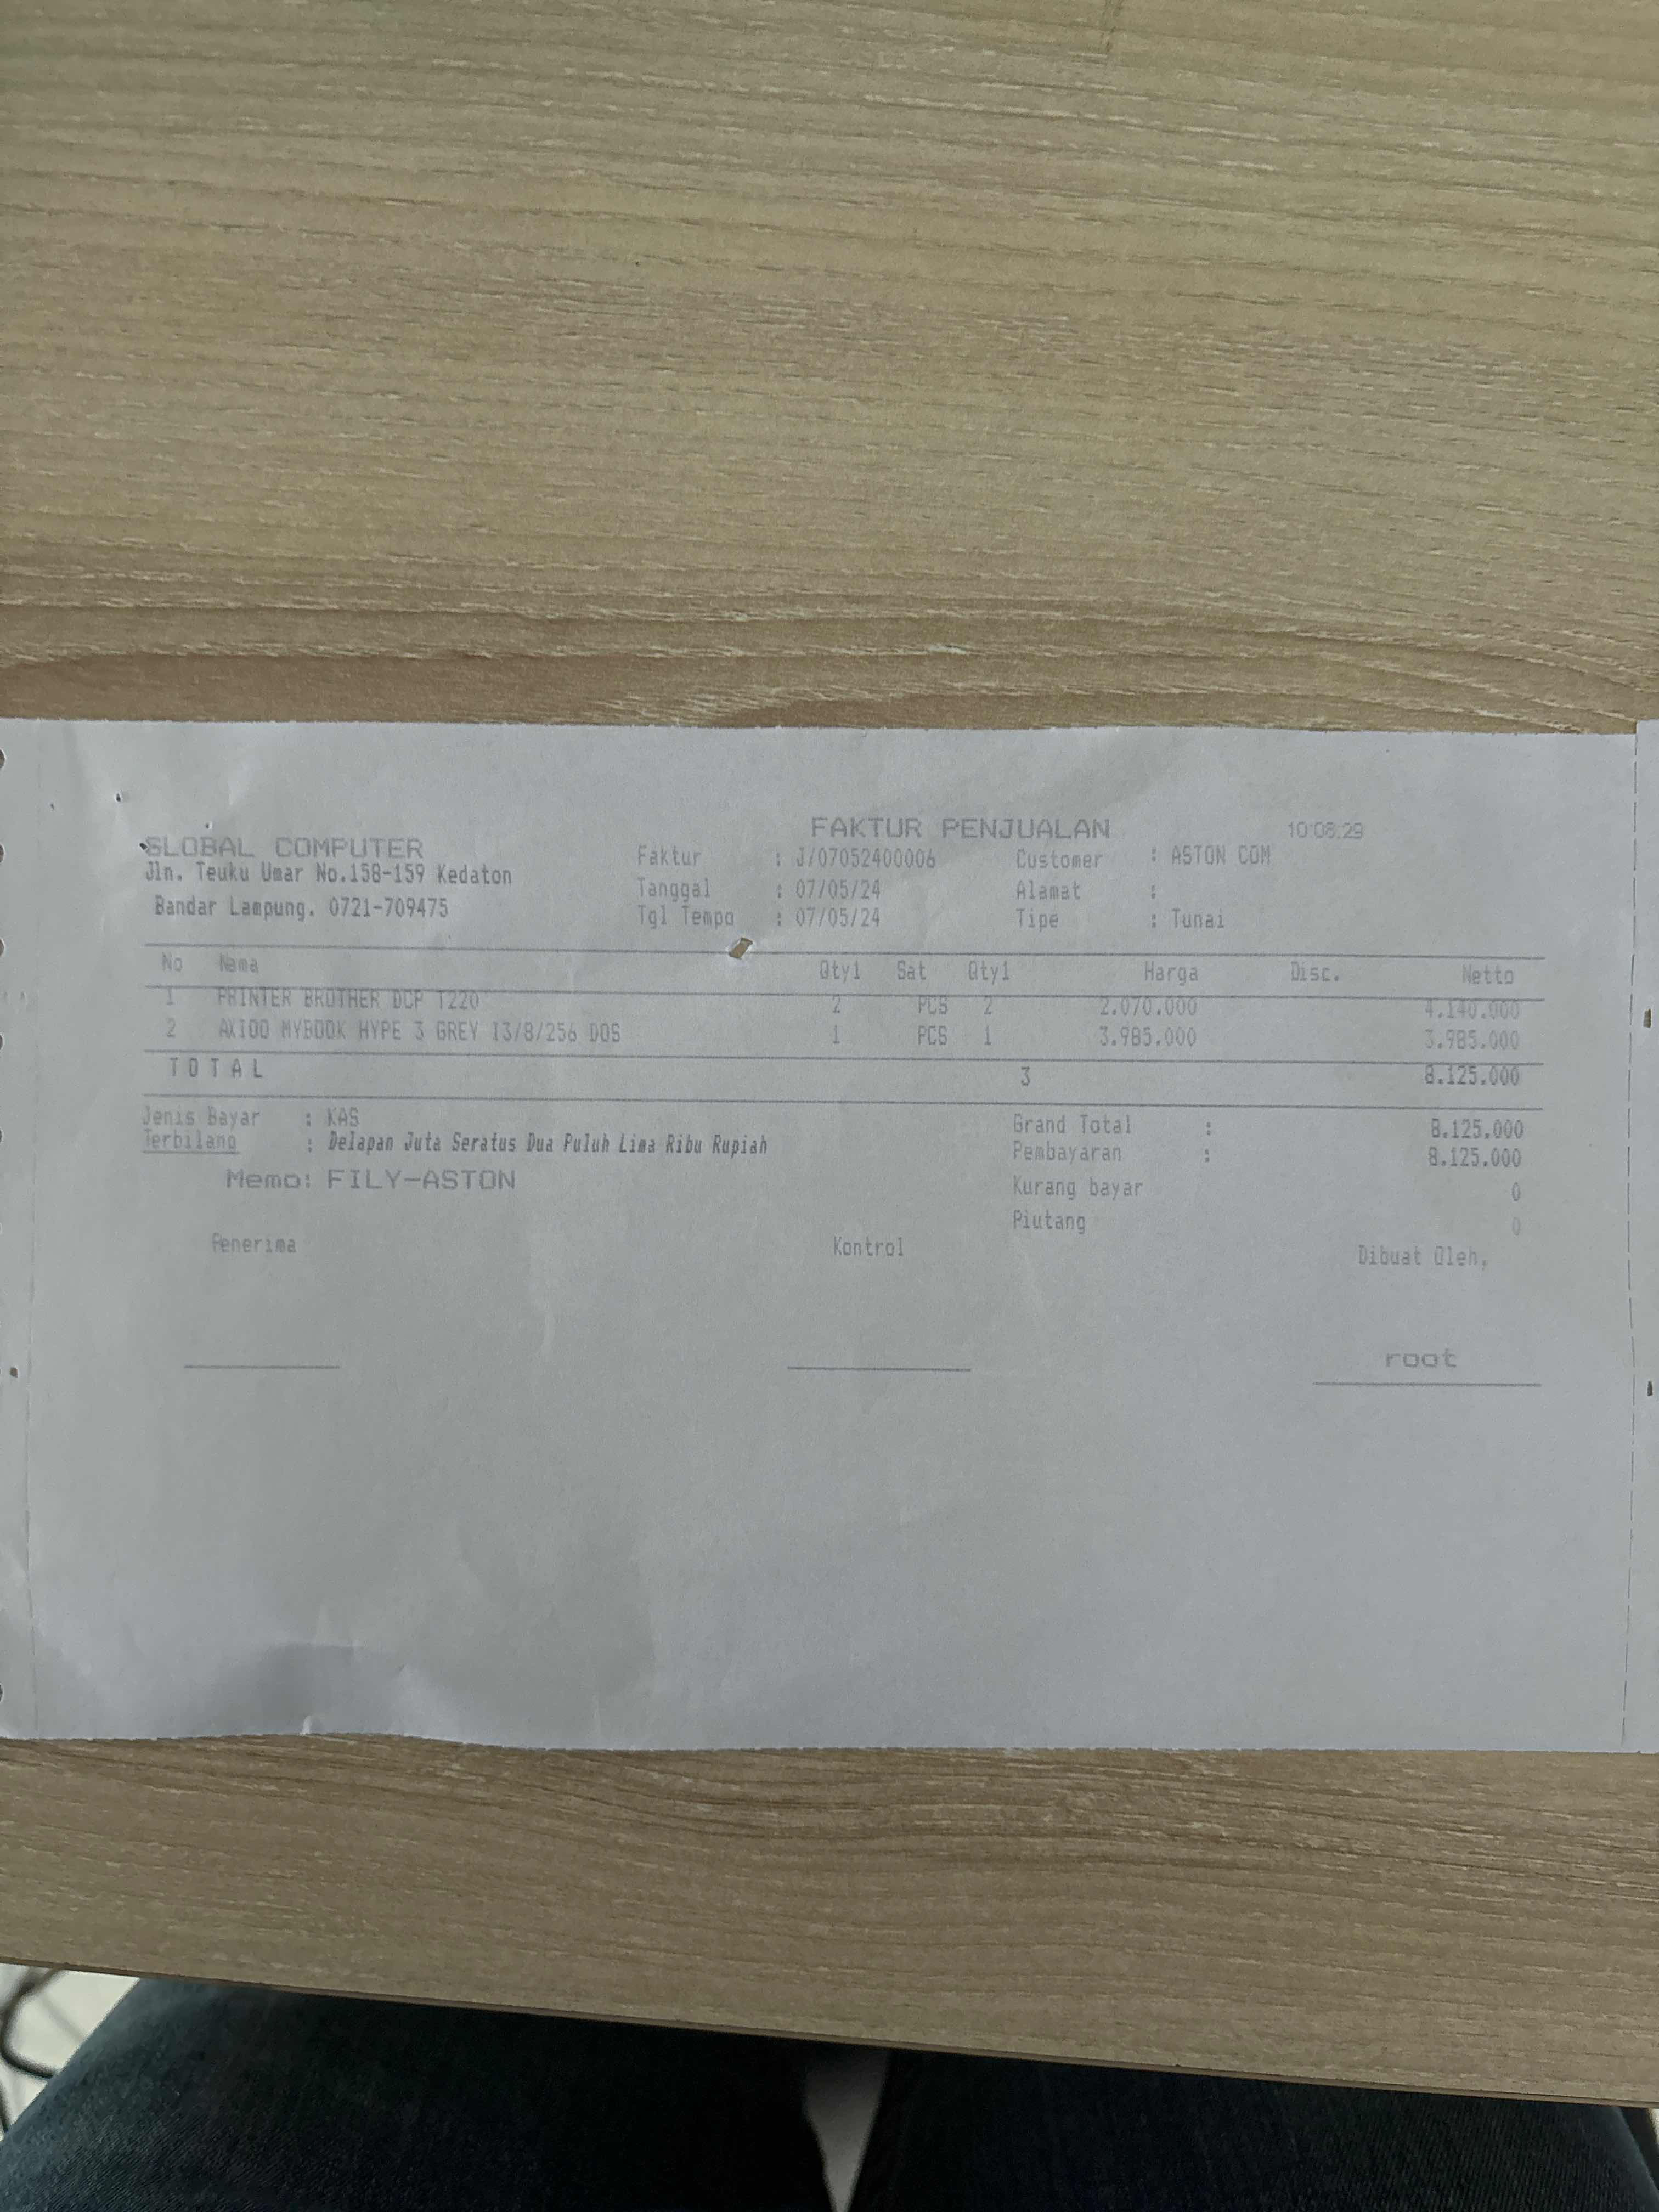 FAKTUR PENJUALAN 10:08:29
GLOBAL COMPUTER
Jln. Teuku Umar No.158-159 Kedaton
Bandar Lampung. 0721-709475
Faktur : J/07052400006
Tanggal : 07/05/24
Tgl Tempo : 07/05/24
Customer : ASTON COM
Alamat :
Tipe : Tunai
No Nama Qty1 Sat Qty1 Harga Disc. Netto
1 PRINTER BROTHER DCP T220 2 PCS 2 2.070.000 4.140.000
2 AXIOO MYBOOK HYPE 3 GREY 13/8/256 DOS 1 PCS 1 3.985.000 3.985.000
T O T A L 3 8.125.000
Jenis Bayar : KAS
Terbilang : Delapan Juta Seratus Dua Puluh Lima Ribu Rupiah
Memo: FILY-ASTON
Grand Total : 8.125.000
Pembayaran : 8.125.000
Kurang bayar 0
Piutang 0
Penerima Kontrol Dibuat Oleh,
root